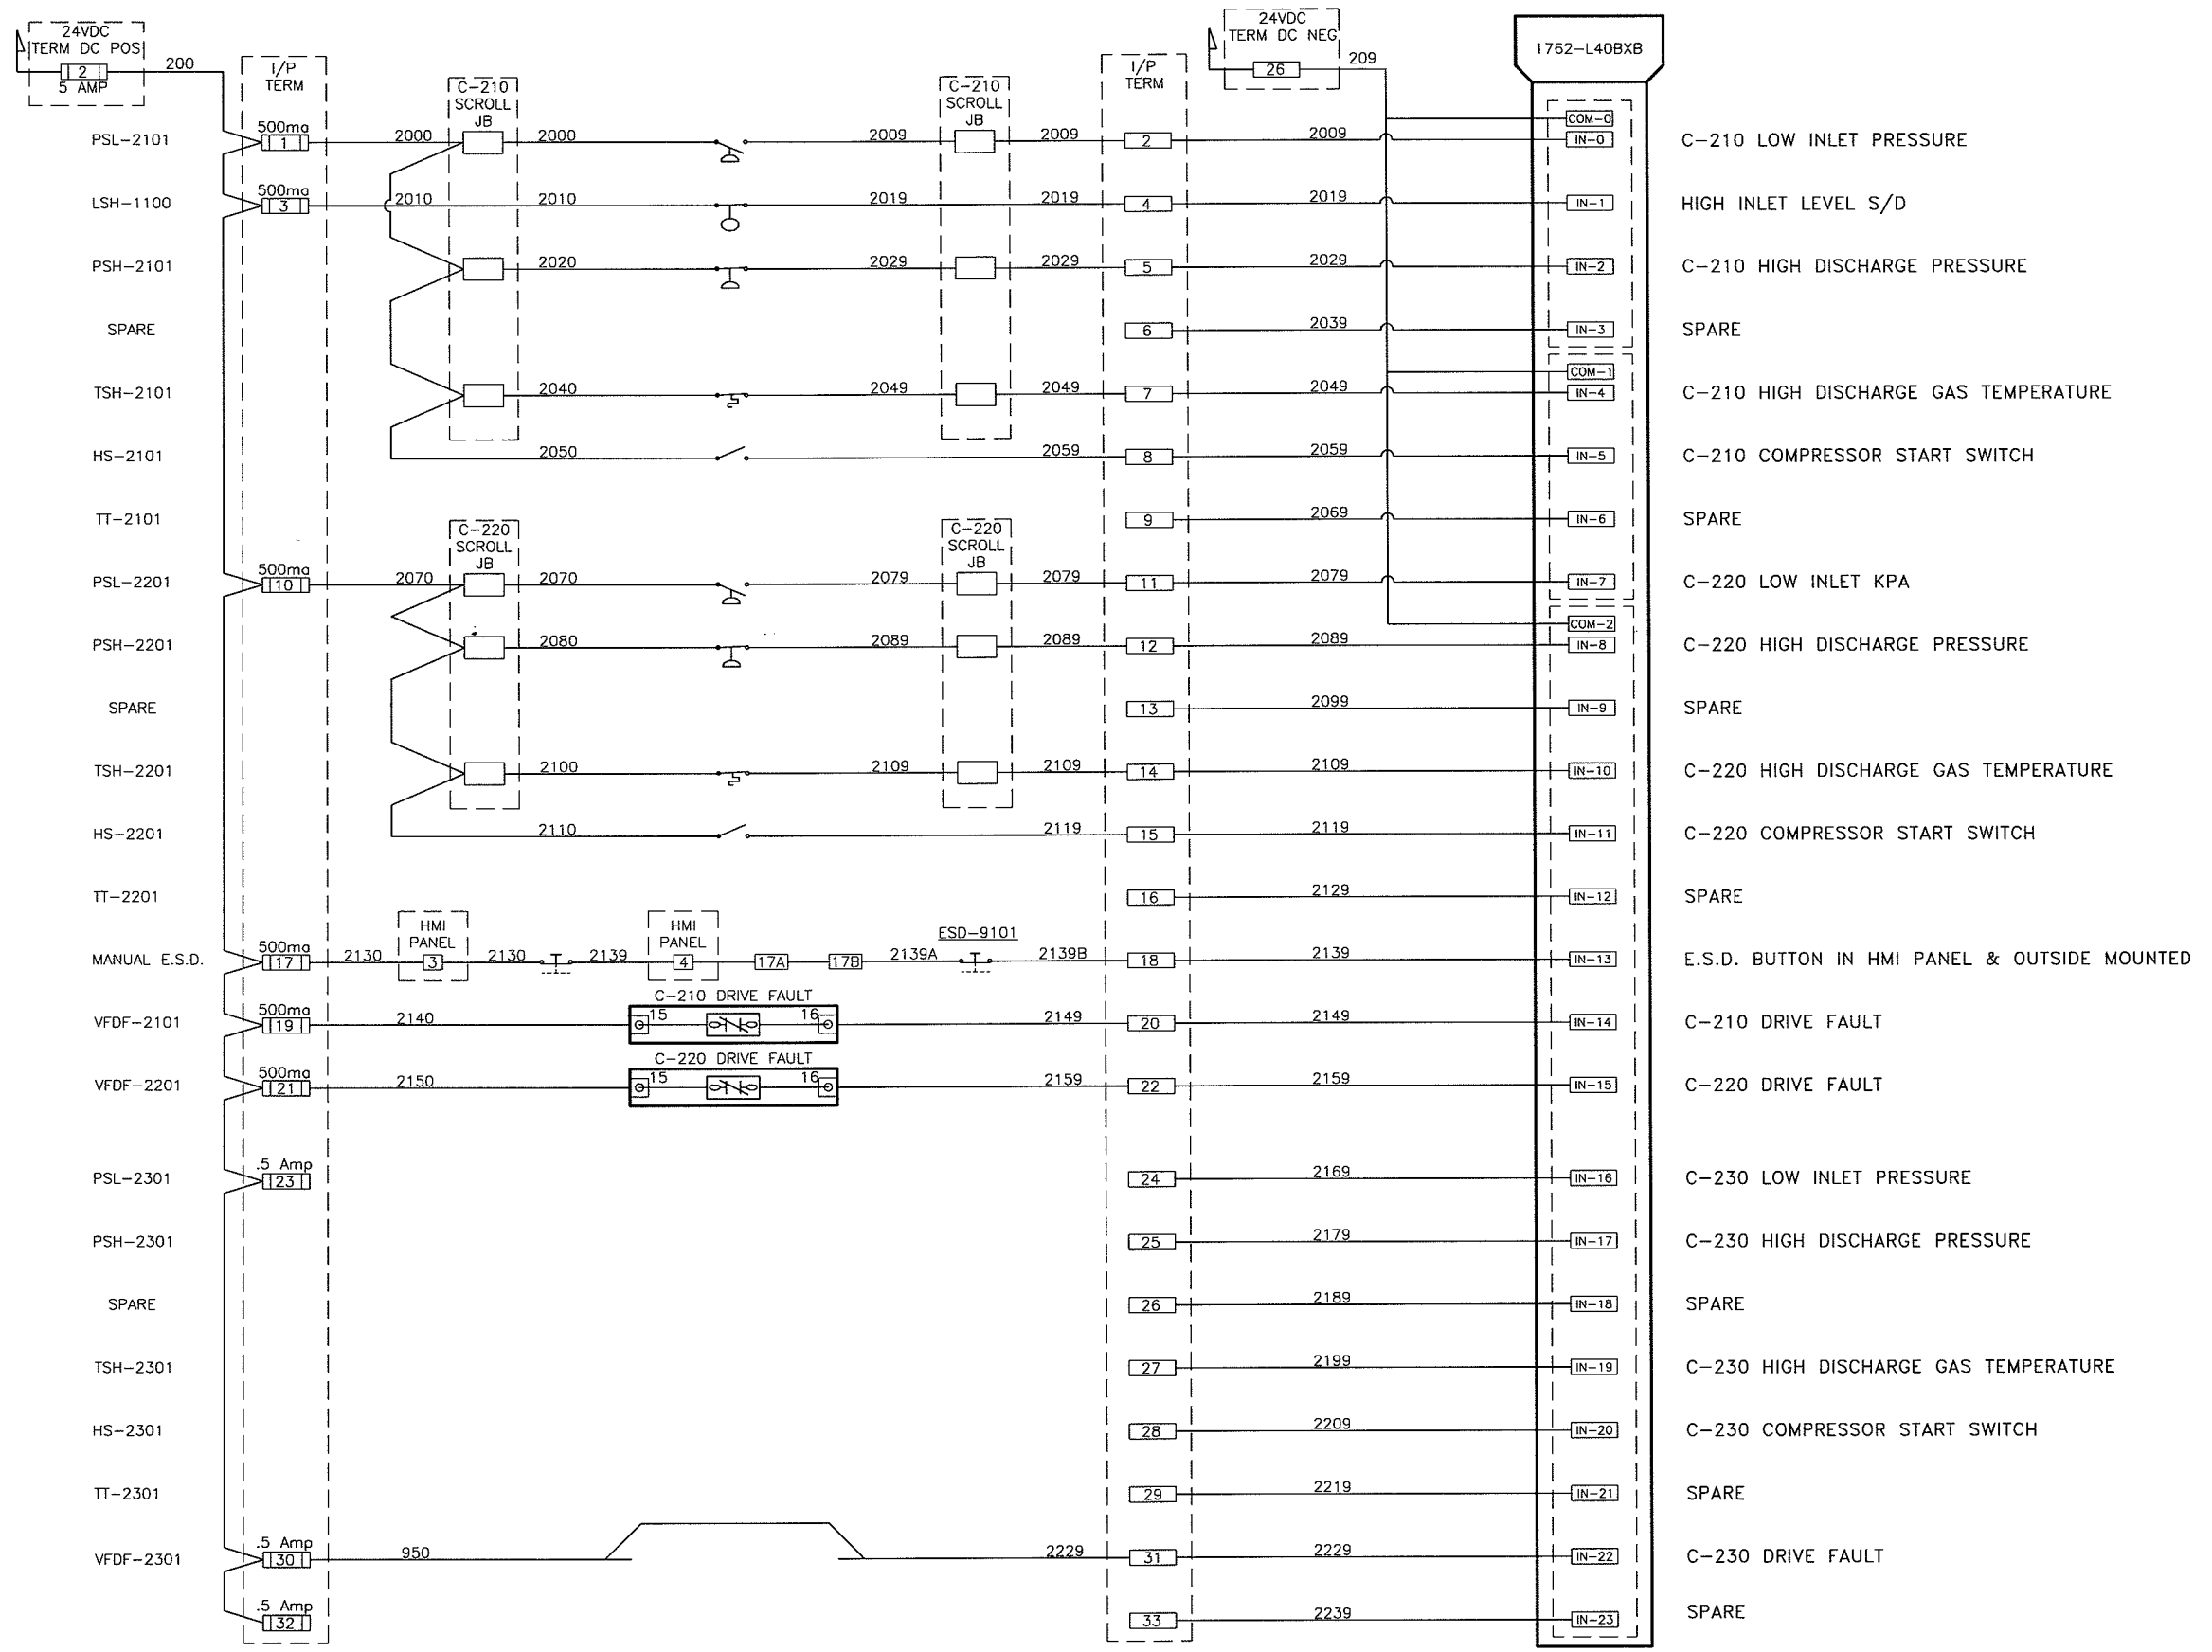 24VDC
TERM DC POS
2
5 AMP
200
I/P
TERM
C-210
SCROLL
JB
C-210
SCROLL
JB
I/P
TERM
24VDC
TERM DC NEG
26
209
1762-L40BXB
COM-0
PSL-2101 500ma 1 2000 2000 2009 2009 2 2009 IN-0 C-210 LOW INLET PRESSURE
LSH-1100 500ma 3 2010 2010 2019 2019 4 2019 IN-1 HIGH INLET LEVEL S/D
PSH-2101 2020 2029 2029 5 2029 IN-2 C-210 HIGH DISCHARGE PRESSURE
SPARE 6 2039 IN-3 SPARE
COM-1
TSH-2101 2040 2049 2049 7 2049 IN-4 C-210 HIGH DISCHARGE GAS TEMPERATURE
HS-2101 2050 2059 8 2059 IN-5 C-210 COMPRESSOR START SWITCH
TT-2101 9 2069 IN-6 SPARE
C-220
SCROLL
JB
C-220
SCROLL
JB
PSL-2201 500ma 10 2070 2070 2079 2079 11 2079 IN-7 C-220 LOW INLET KPA
COM-2
PSH-2201 2080 2089 2089 12 2089 IN-8 C-220 HIGH DISCHARGE PRESSURE
SPARE 13 2099 IN-9 SPARE
TSH-2201 2100 2109 2109 14 2109 IN-10 C-220 HIGH DISCHARGE GAS TEMPERATURE
HS-2201 2110 2119 15 2119 IN-11 C-220 COMPRESSOR START SWITCH
TT-2201 16 2129 IN-12 SPARE
HMI
PANEL
HMI
PANEL
ESD-9101
MANUAL E.S.D. 500ma 17 2130 3 2130 2139 4 17A 17B 2139A 2139B 18 2139 IN-13 E.S.D. BUTTON IN HMI PANEL & OUTSIDE MOUNTED
C-210 DRIVE FAULT
VFDF-2101 500ma 19 2140 15 16 2149 20 2149 IN-14 C-210 DRIVE FAULT
C-220 DRIVE FAULT
VFDF-2201 500ma 21 2150 15 16 2159 22 2159 IN-15 C-220 DRIVE FAULT
PSL-2301 .5 Amp 23 24 2169 IN-16 C-230 LOW INLET PRESSURE
PSH-2301 25 2179 IN-17 C-230 HIGH DISCHARGE PRESSURE
SPARE 26 2189 IN-18 SPARE
TSH-2301 27 2199 IN-19 C-230 HIGH DISCHARGE GAS TEMPERATURE
HS-2301 28 2209 IN-20 C-230 COMPRESSOR START SWITCH
TT-2301 29 2219 IN-21 SPARE
VFDF-2301 .5 Amp 30 950 2229 31 2229 IN-22 C-230 DRIVE FAULT
.5 Amp 32 33 2239 IN-23 SPARE